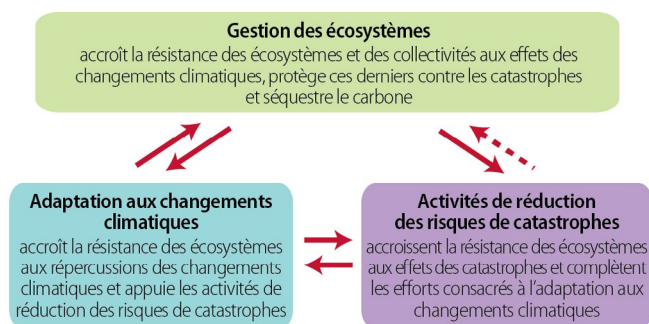 Gestion des écosystèmes
accroît la résistance des écosystèmes et des collectivités aux effets des
changements climatiques, protège ces derniers contre les catastrophes
et séquestre le carbone
Adaptation aux changements
climatiques
accroît la résistance des écosystèmes
aux répercussions des changements
climatiques et appuie les activités de
réduction des risques de catastrophes
Activités de réduction
des risques de catastrophes
accroissent la résistance des écosystèmes
aux effets des catastrophes et complètent
les efforts consacrés à l'adaptation aux
changements climatiques